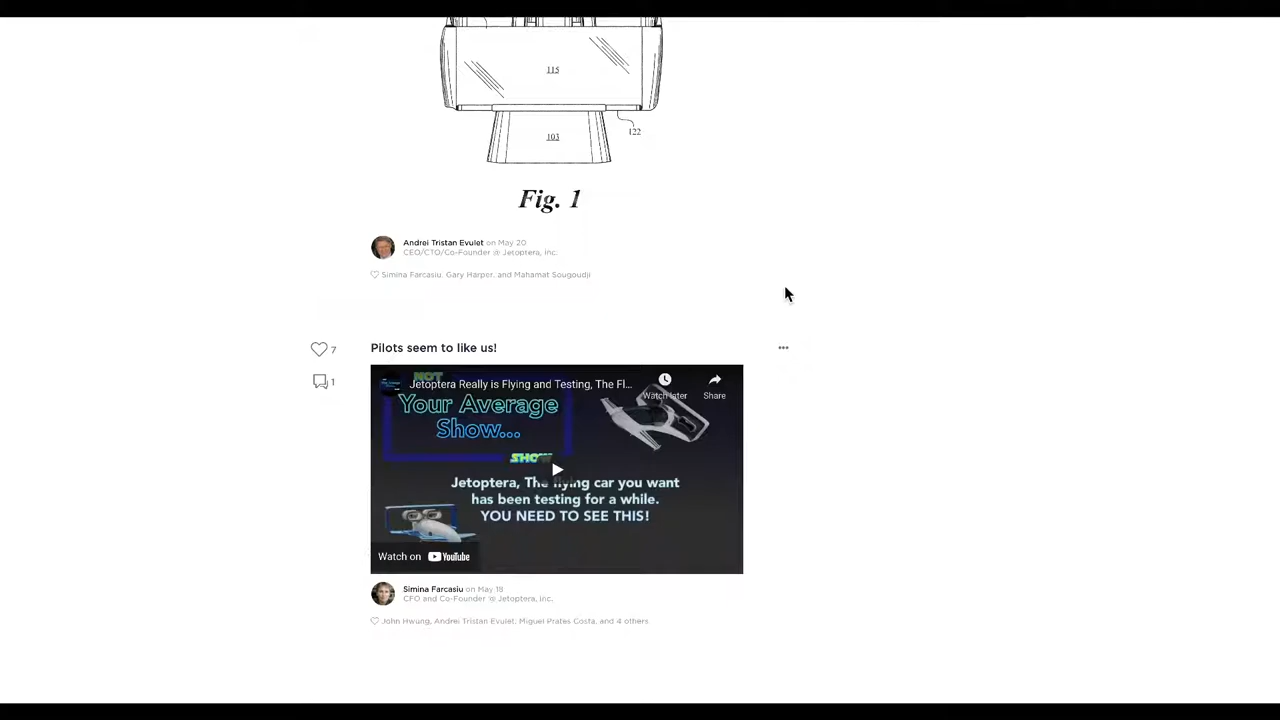 115
122
103
Fig. 1
Andrei Tristan Evulet on May 20
CEO/CTO/Co-Founder @ Jetoptera, Inc.
Simina Farcasiu, Gary Harper, and Mahamat Sougoudji
7
Pilots seem to like us!
1
Jetoptera Really is Flying and Testing, The Fl...
Watch later
Share
NOT
Your Average
Show...
SHOW
Jetoptera, The flying car you want
has been testing for a while.
YOU NEED TO SEE THIS!
Watch on YouTube
Simina Farcasiu on May 18
CFO and Co-Founder @ Jetoptera, Inc.
John Hwung, Andrei Tristan Evulet, Miguel Prates Costa, and 4 others